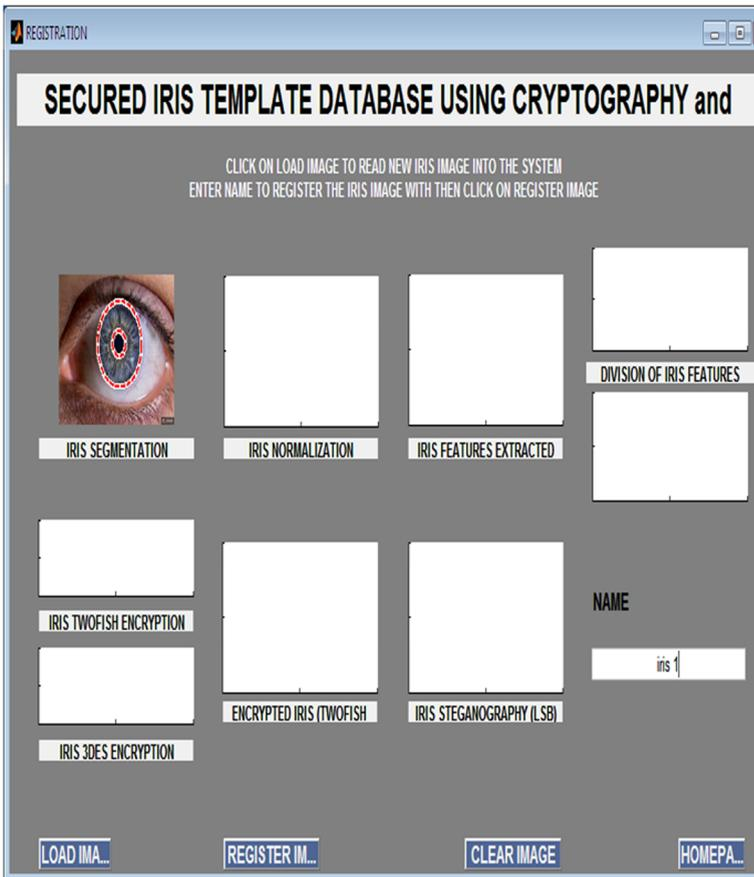 REGISTRATION
SECURED IRIS TEMPLATE DATABASE USING CRYPTOGRAPHY and
CLICK ON LOAD IMAGE TO READ NEW IRIS IMAGE INTO THE SYSTEM
ENTER NAME TO REGISTER THE IRIS IMAGE WITH THEN CLICK ON REGISTER IMAGE
DIVISION OF IRIS FEATURES
IRIS SEGMENTATION
IRIS NORMALIZATION
IRIS FEATURES EXTRACTED
NAME
IRIS TWOFISH ENCRYPTION
iris 1
ENCRYPTED IRIS (TWOFISH
IRIS STEGANOGRAPHY (LSB)
IRIS 3DES ENCRYPTION
LOAD IMA...
REGISTER IM...
CLEAR IMAGE
HOMEPA...